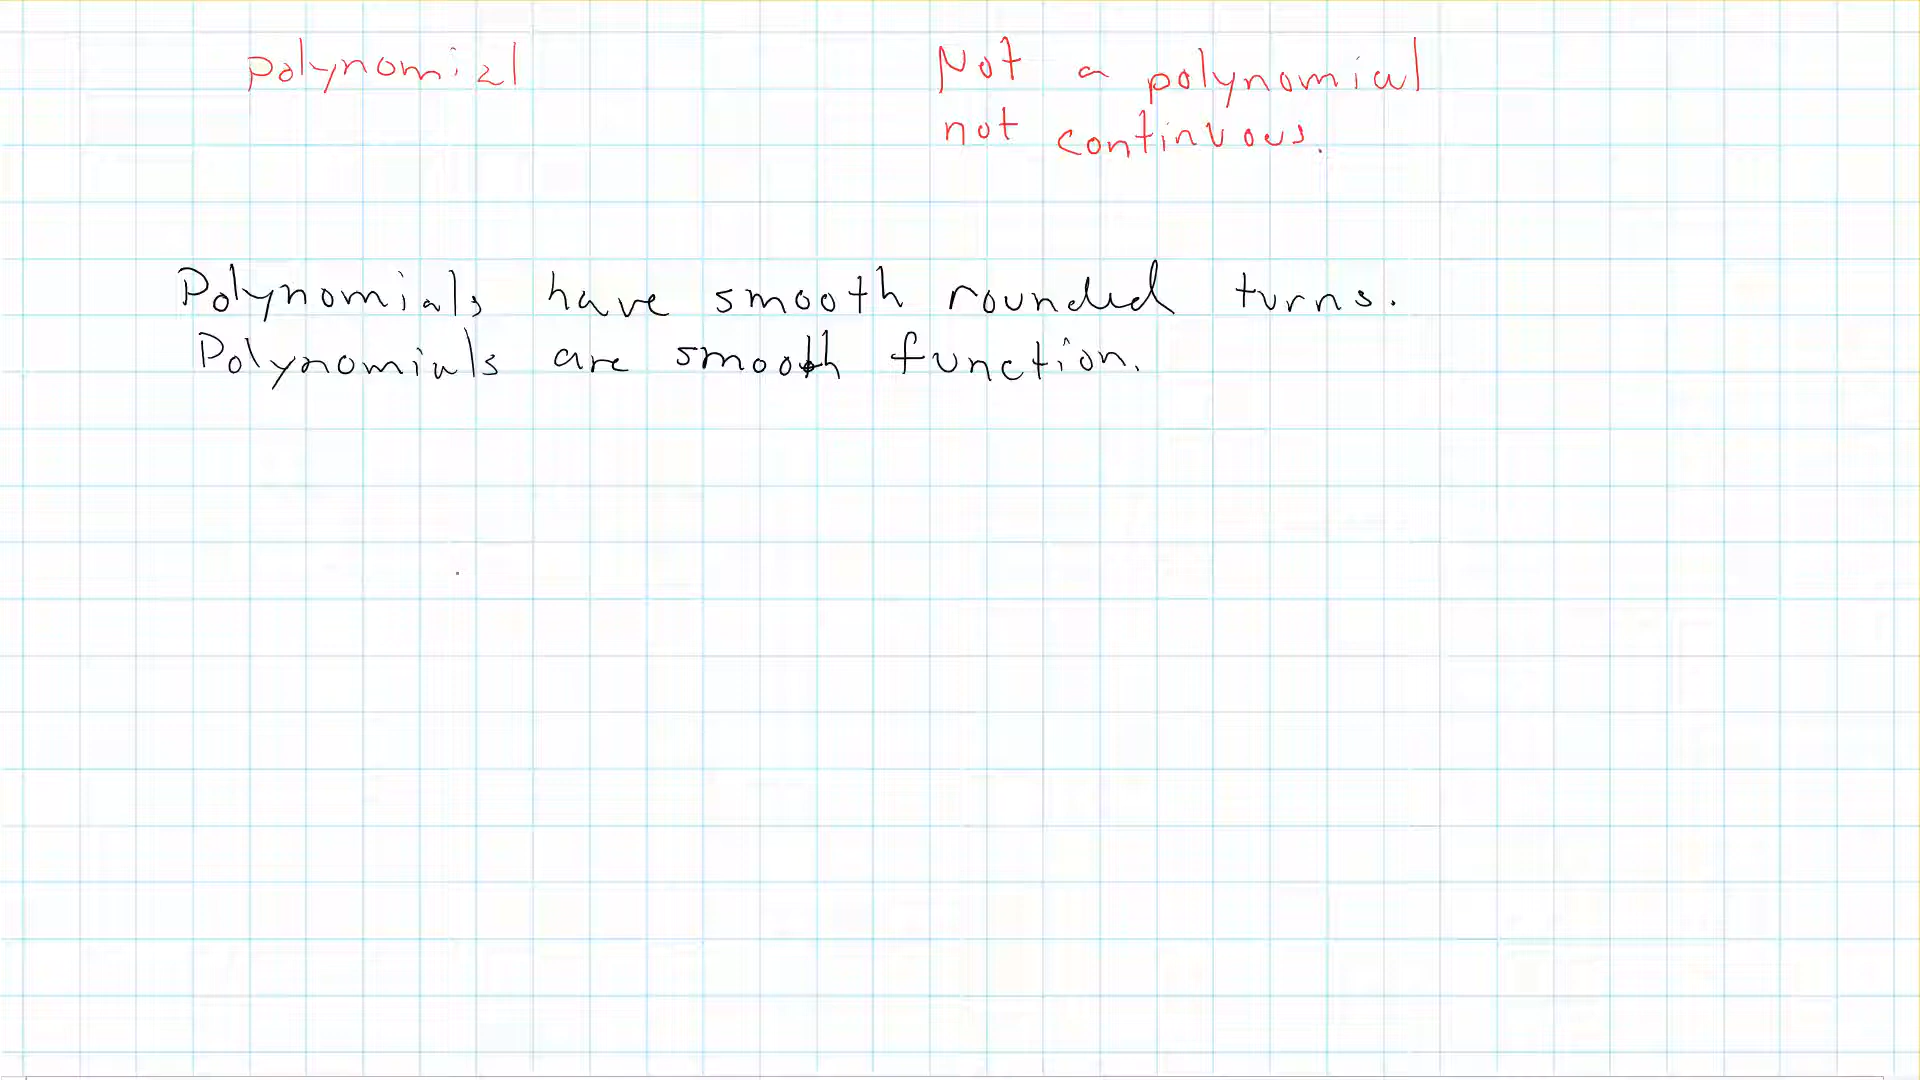 polynomial
Not a polynomial
not continuous.
Polynomials have smooth rounded turns.
Polynomials are smooth function.